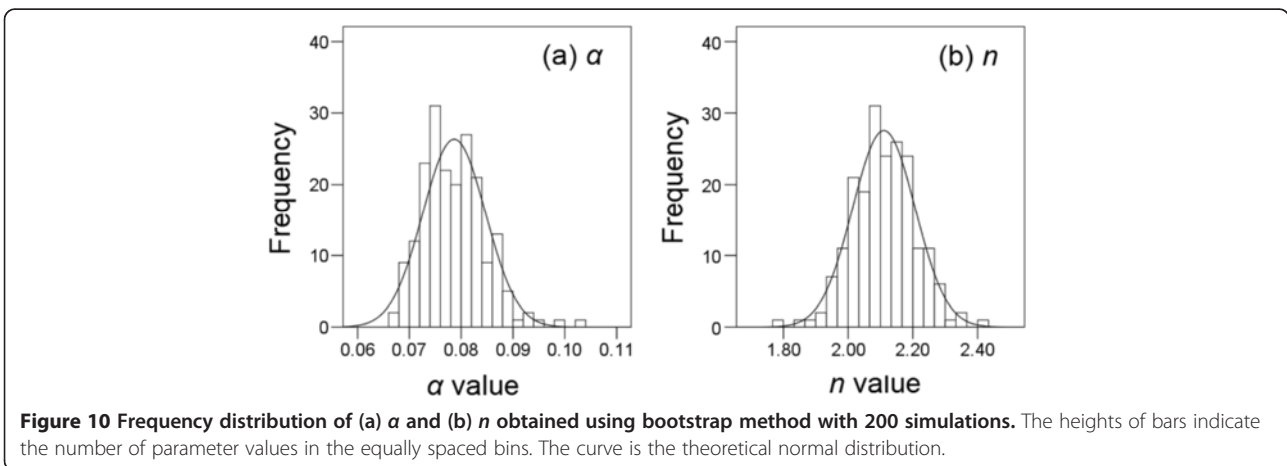 (a) α
Frequency
40
30
20
10
0
0.06 0.07 0.08 0.09 0.10 0.11
α value
(b) n
Frequency
40
30
20
10
0
1.80 2.00 2.20 2.40
n value
Figure 10 Frequency distribution of (a) α and (b) n obtained using bootstrap method with 200 simulations. The heights of bars indicate
the number of parameter values in the equally spaced bins. The curve is the theoretical normal distribution.